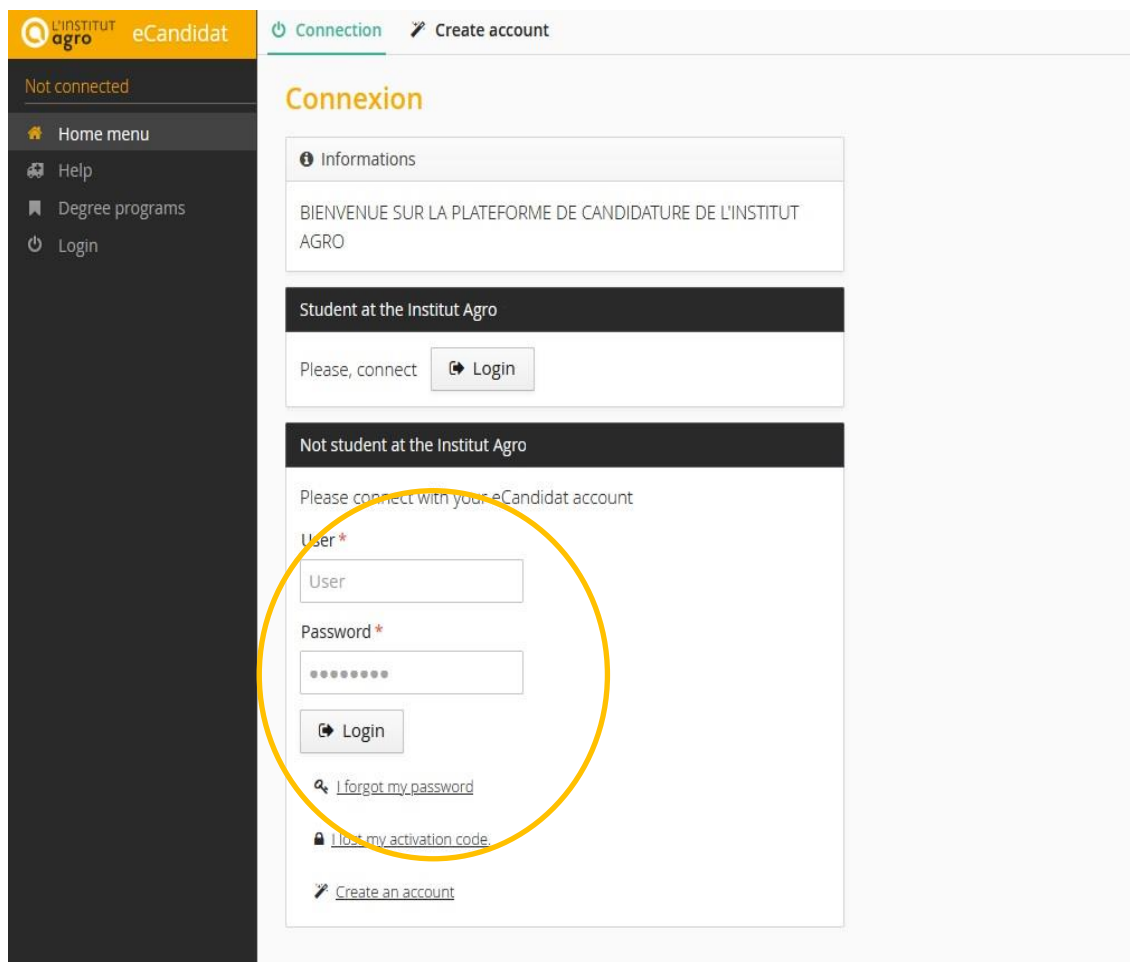 L'INSTITUT
agro eCandidat
Connection Create account
Not connected
Home menu
Help
Degree programs
Login
Connexion
Informations
BIENVENUE SUR LA PLATEFORME DE CANDIDATURE DE L'INSTITUT
AGRO
Student at the Institut Agro
Please, connect Login
Not student at the Institut Agro
Please connect with your eCandidat account
User *
User
Password *
••••••••
Login
I forgot my password
I lost my activation code.
Create an account